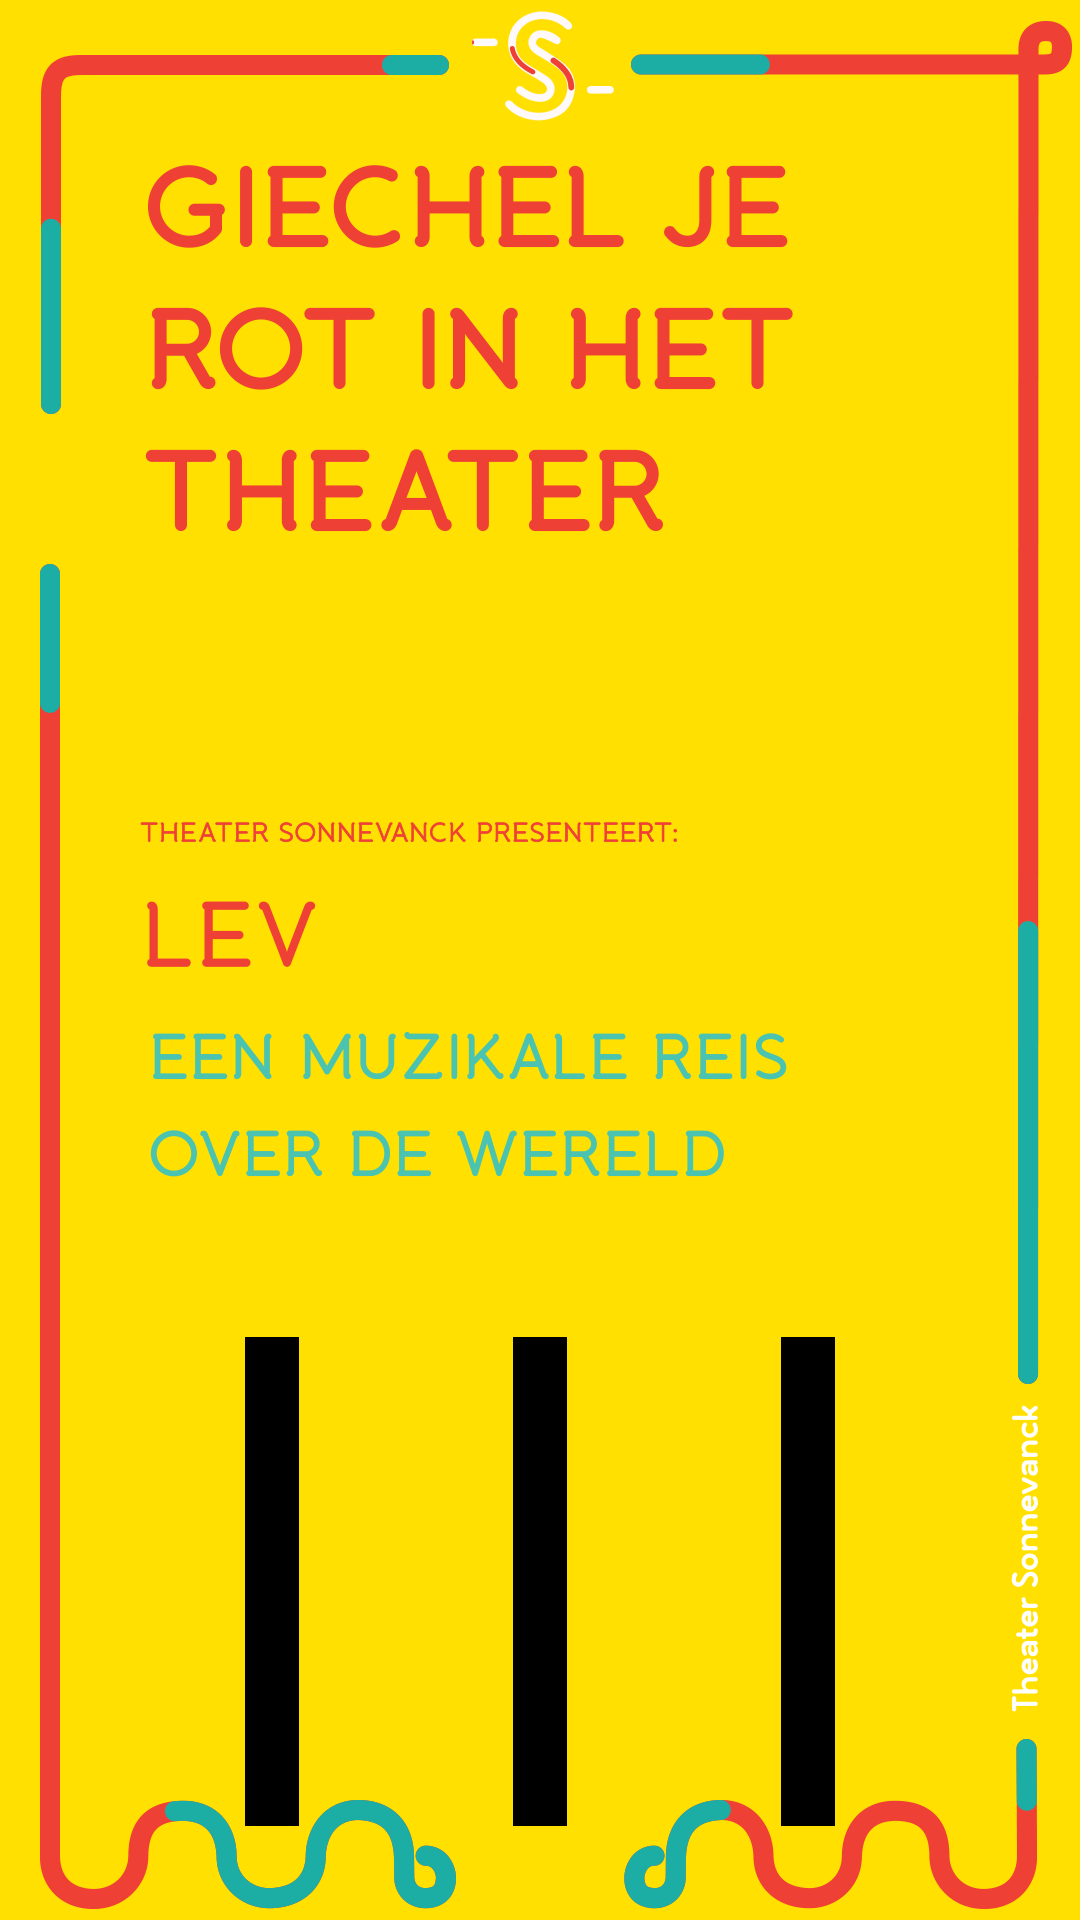 GIECHEL JE
ROT IN HET
THEATER
THEATER SONNEVANCK PRESENTEERT:
LEV
EEN MUZIKALE REIS
OVER DE WERELD
Theater Sonnevanck